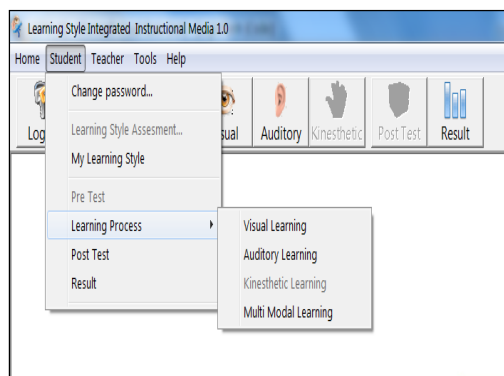 Learning Style Integrated Instructional Media 1.0
Home Student Teacher Tools Help
Log
sual
Auditory
Kinesthetic
Post Test
Result
Change password...
Learning Style Assesment...
My Learning Style
Pre Test
Learning Process
Post Test
Result
Visual Learning
Auditory Learning
Kinesthetic Learning
Multi Modal Learning